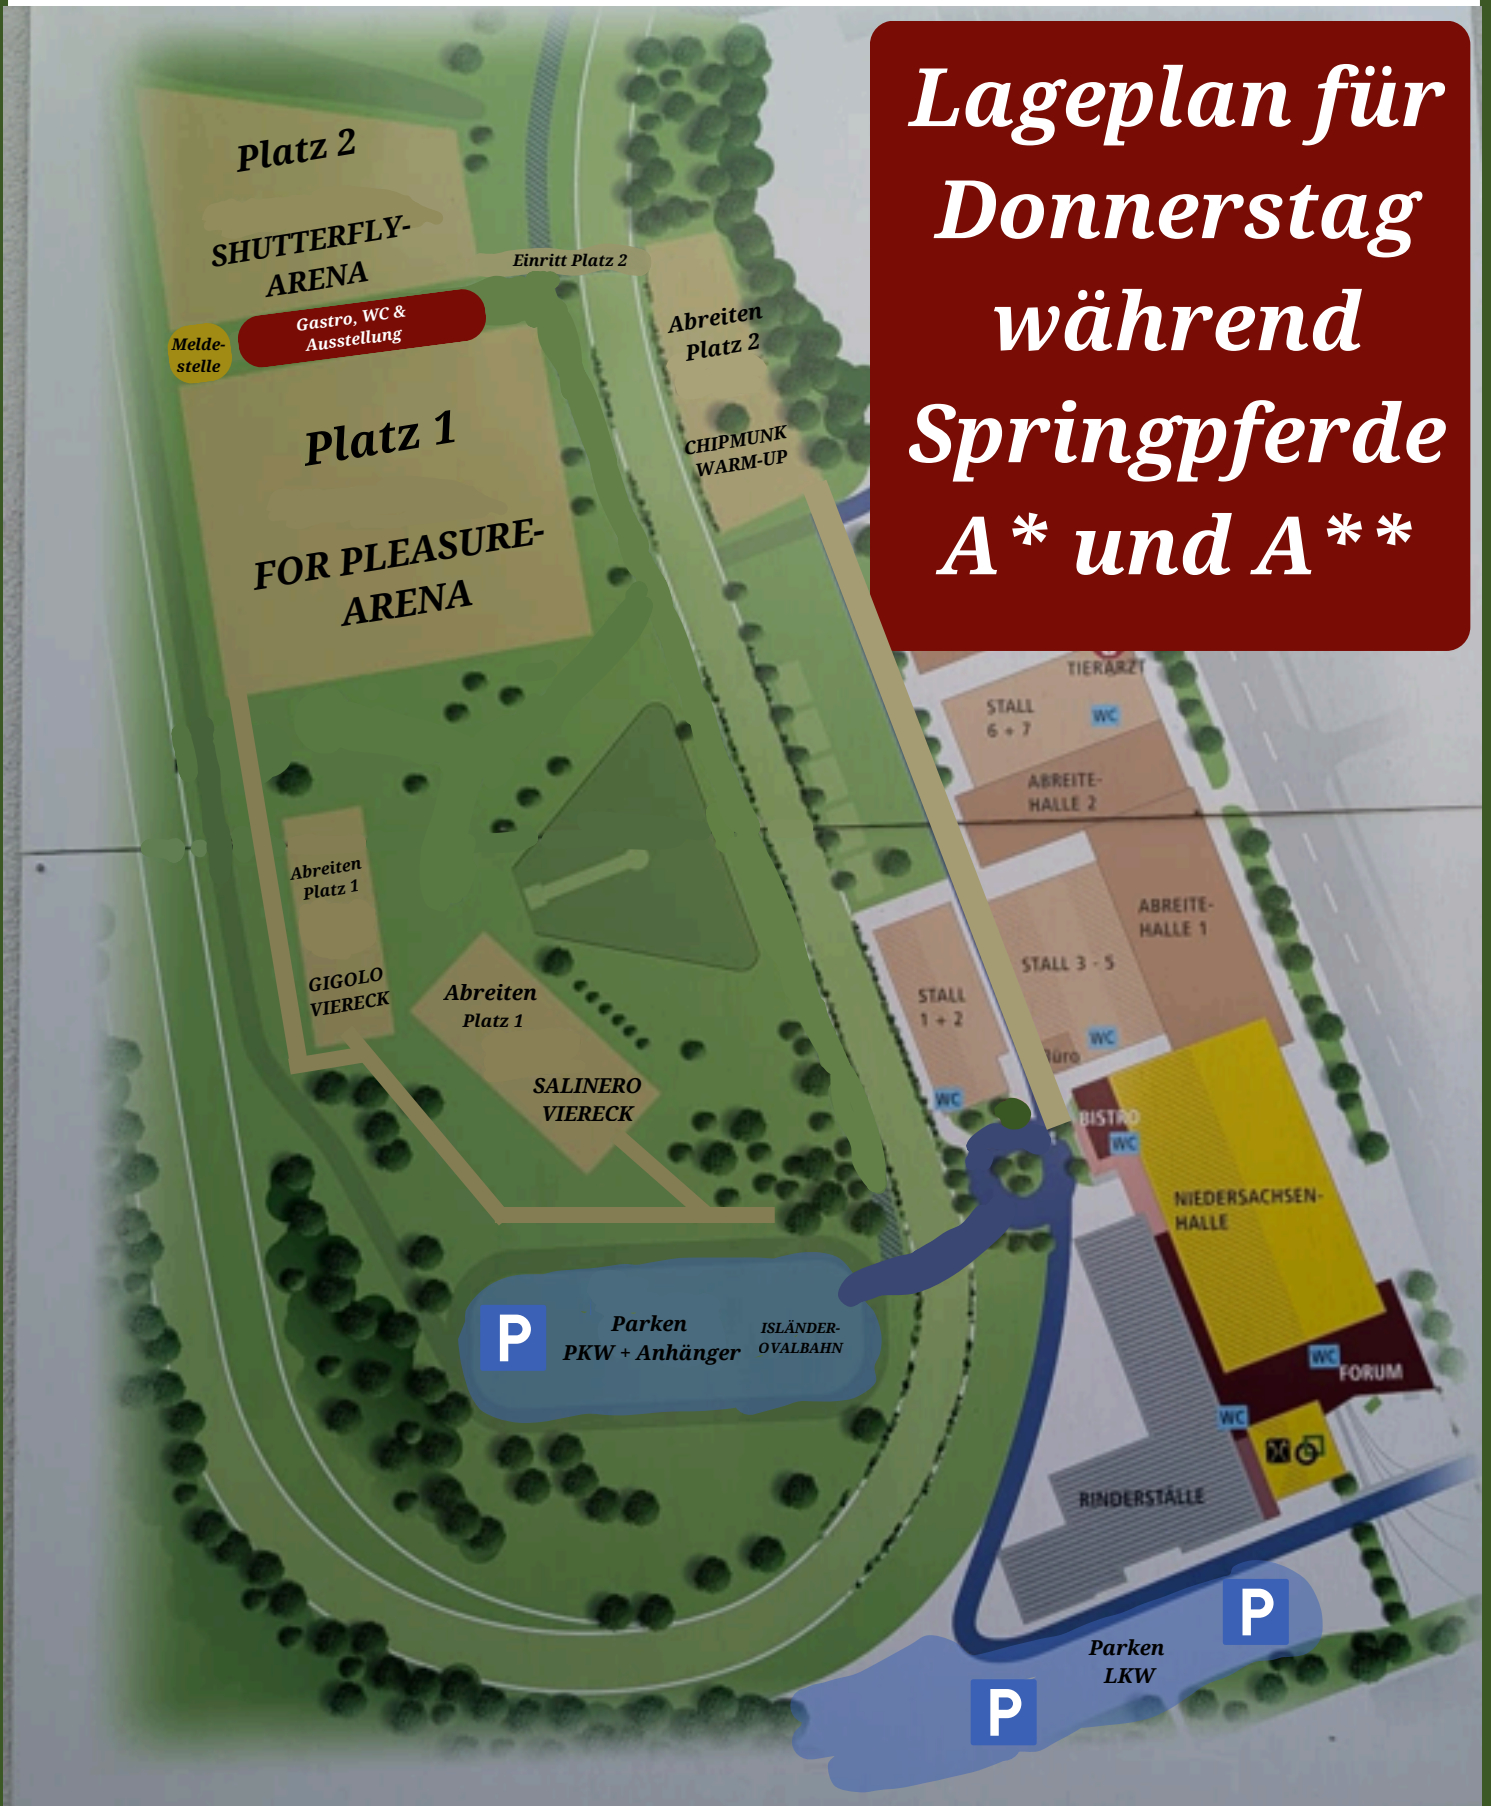 Lageplan für
Donnerstag
während
Springpferde
A* und A**
Platz 2
SHUTTERFLY-
ARENA
Einritt Platz 2
Gastro, WC &
Ausstellung
Melde-
stelle
Abreiten
Platz 2
CHIPMUNK
WARM-UP
Platz 1
FOR PLEASURE-
ARENA
TIERARZT
STALL
6 + 7
WC
ABREITE-
HALLE 2
Abreiten
Platz 1
GIGOLO
VIERECK
ABREITE-
HALLE 1
STALL 3 - 5
STALL
1 + 2
WC
Büro
WC
Abreiten
Platz 1
SALINERO
VIERECK
BISTRO
WC
NIEDERSACHSEN-
HALLE
P
Parken
PKW + Anhänger
ISLÄNDER-
OVALBAHN
WC
FORUM
WC
RINDERSTÄLLE
P
Parken
LKW
P